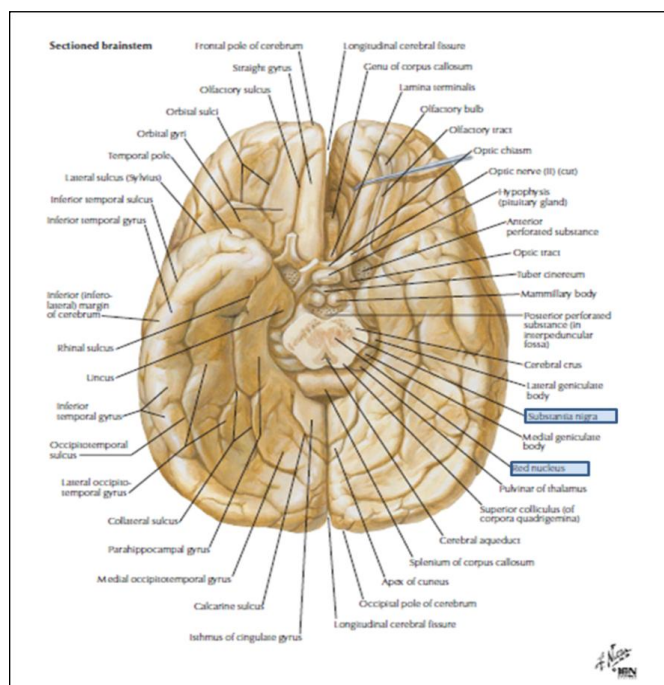 Sectioned brainstem
Frontal pole of cerebrum
Straight gyrus
Olfactory sulcus
Orbital sulci
Orbital gyri
Temporal pole
Lateral sulcus (Sylvius)
Inferior temporal sulcus
Inferior temporal gyrus
Inferior (infero-
lateral) margin
of cerebrum
Rhinal sulcus
Uncus
Inferior
temporal gyrus
Occipitotemporal
sulcus
Lateral occipito-
temporal gyrus
Collateral sulcus
Parahippocampal gyrus
Medial occipitotemporal gyrus
Calcarine sulcus
Isthmus of cingulate gyrus
Longitudinal cerebral fissure
Genu of corpus callosum
Lamina terminalis
Olfactory bulb
Olfactory tract
Optic chiasm
Optic nerve (II) (cut)
Hypophysis
(pituitary gland)
Anterior
perforated substance
Optic tract
Tuber cinereum
Mammillary body
Posterior perforated
substance (in
interpeduncular
fossa)
Cerebral crus
Lateral geniculate
body
Substantia nigra
Medial geniculate
body
Red nucleus
Pulvinar of thalamus
Superior colliculus (of
corpora quadrigemina)
Cerebral aqueduct
Splenium of corpus callosum
Apex of cuneus
Occipital pole of cerebrum
Longitudinal cerebral fissure